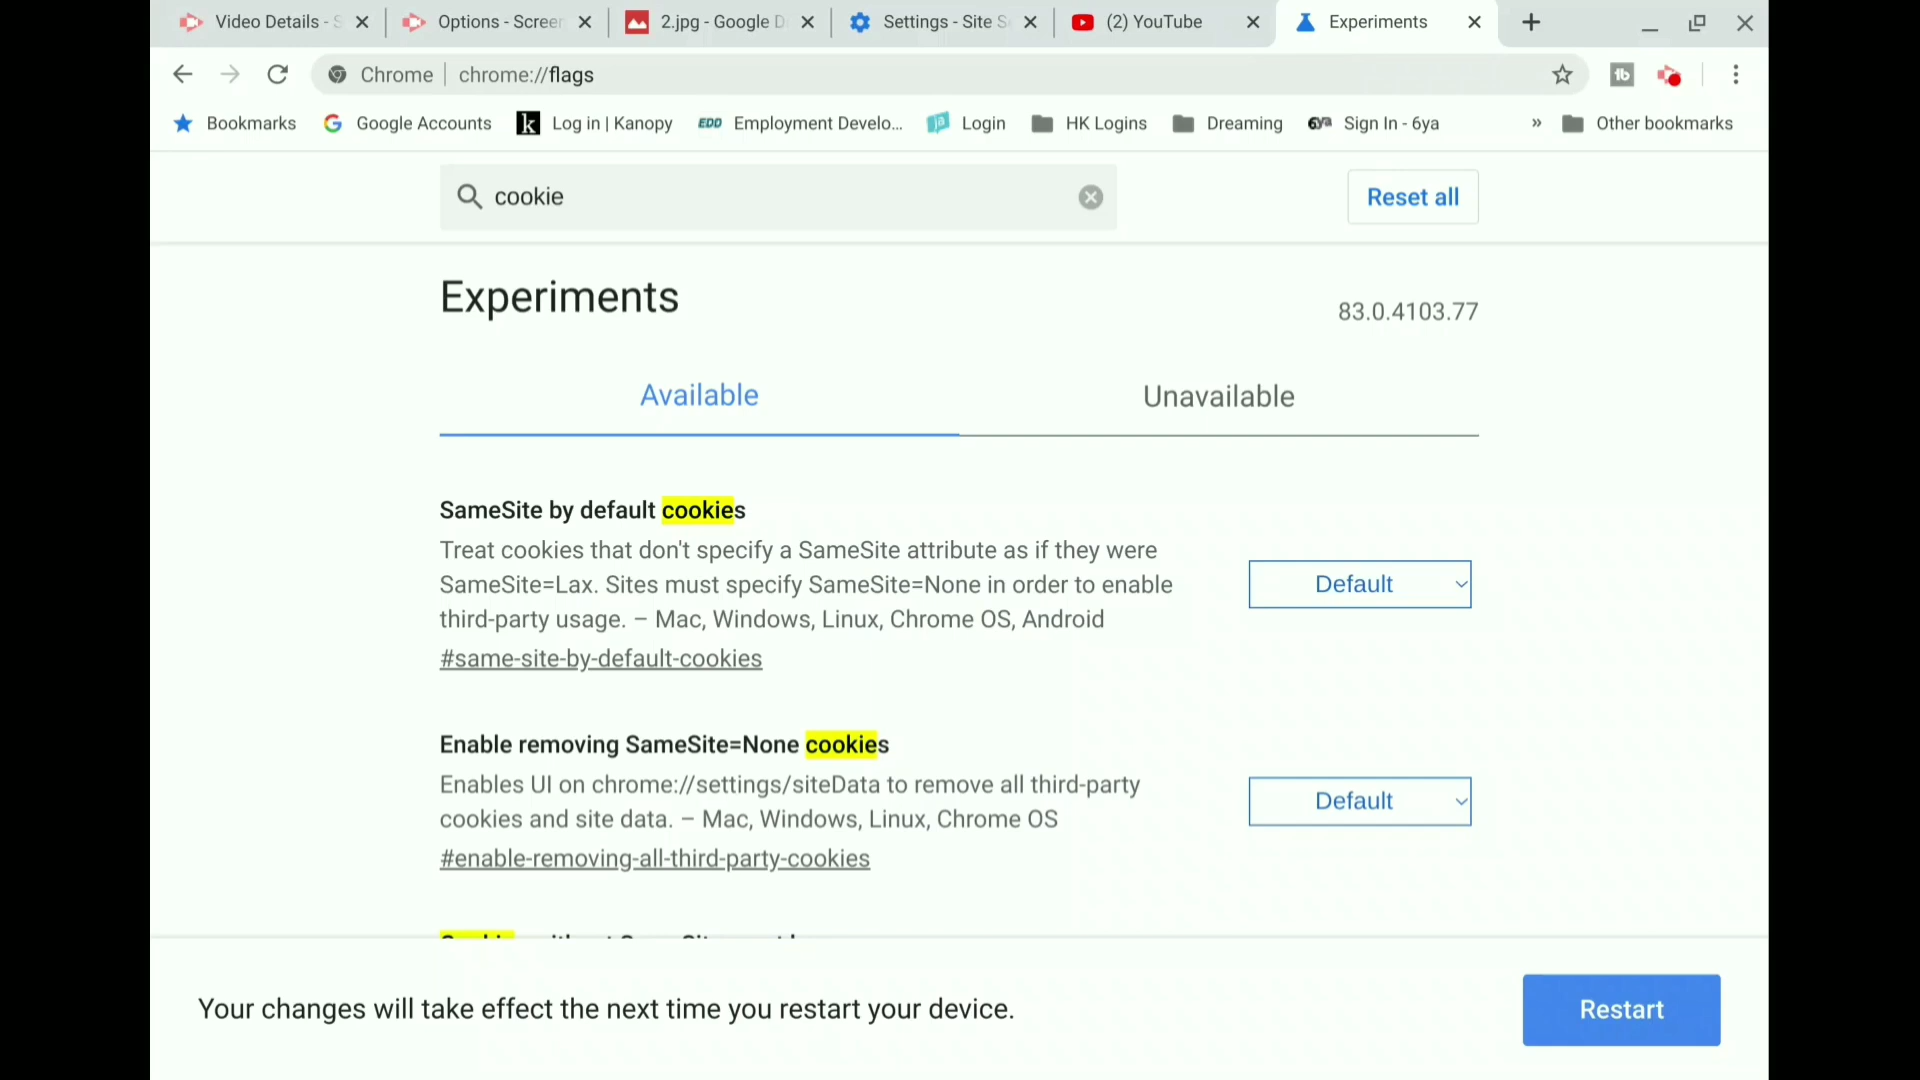 Video Details - S
Options - Screen
2.jpg - Google D
Settings - Site S
(2) YouTube
Experiments
Chrome
chrome://flags
Bookmarks
Google Accounts
k
Log in | Kanopy
EDD
Employment Develo...
Login
HK Logins
Dreaming
6ya
Sign In - 6ya
»
Other bookmarks
cookie
Reset all
Experiments
83.0.4103.77
Available
Unavailable
SameSite by default cookies
Treat cookies that don't specify a SameSite attribute as if they were
SameSite=Lax. Sites must specify SameSite=None in order to enable
third-party usage. – Mac, Windows, Linux, Chrome OS, Android
#same-site-by-default-cookies
Default
Enable removing SameSite=None cookies
Enables UI on chrome://settings/siteData to remove all third-party
cookies and site data. – Mac, Windows, Linux, Chrome OS
#enable-removing-all-third-party-cookies
Default
Your changes will take effect the next time you restart your device.
Restart